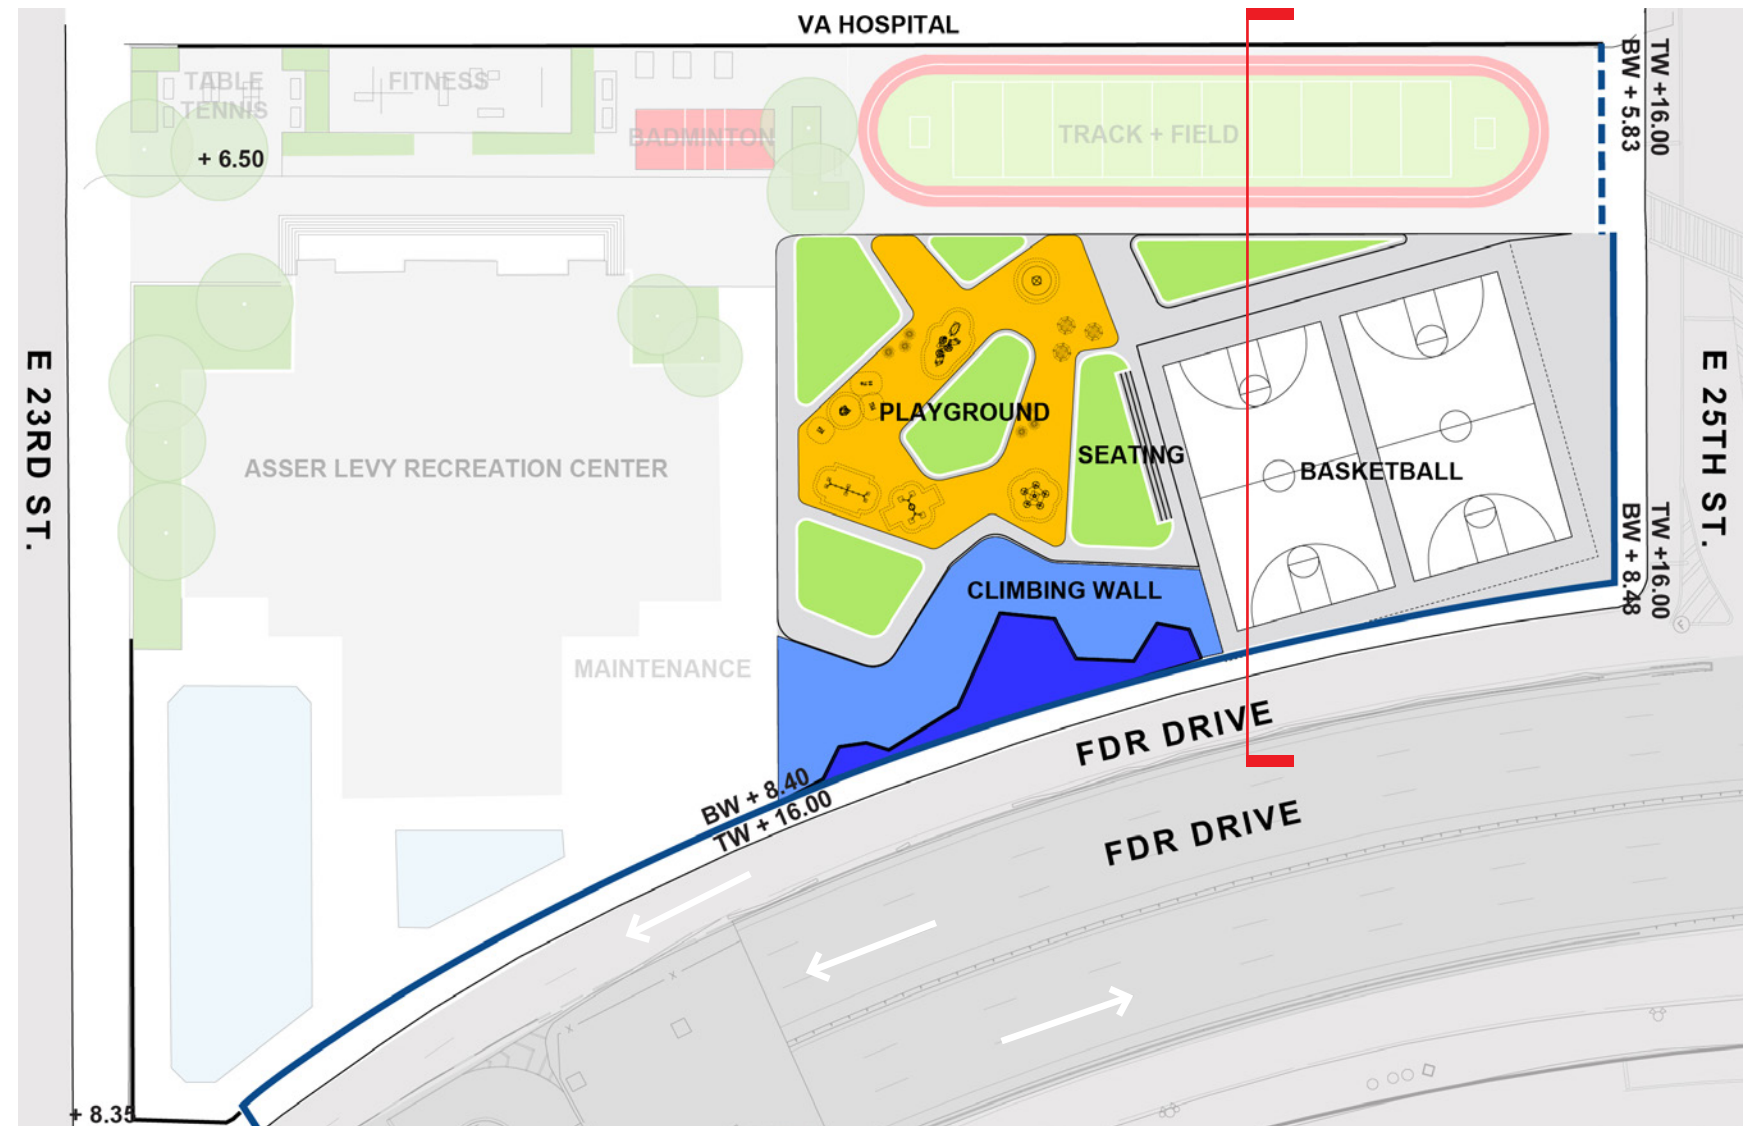 VA HOSPITAL
TABLE
TENNIS
FITNESS
BADMINTON
TRACK + FIELD
BW + 5.83
TW +16.00
+ 6.50
E 23RD ST.
ASSER LEVY RECREATION CENTER
PLAYGROUND
SEATING
BASKETBALL
E 25TH ST.
BW + 8.48
TW +16.00
CLIMBING WALL
MAINTENANCE
FDR DRIVE
BW + 8.40
TW + 16.00
FDR DRIVE
+ 8.35